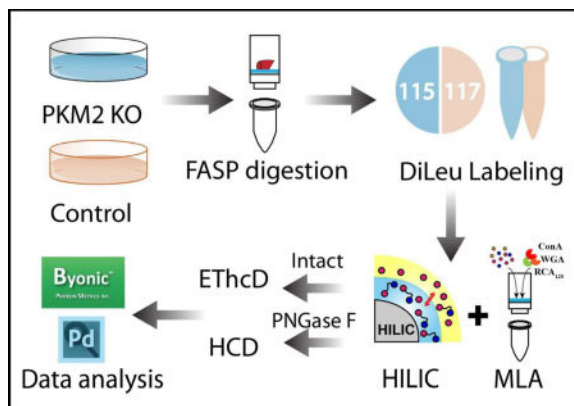 PKM2 KO
Control
FASP digestion
115 117
DiLeu Labeling
ConA
WGA
RCA120
HILIC
HILIC
+
MLA
Intact
EThcD
PNGase F
HCD
Byonic™
PROTEIN METRICS INC.
Pd
Data analysis